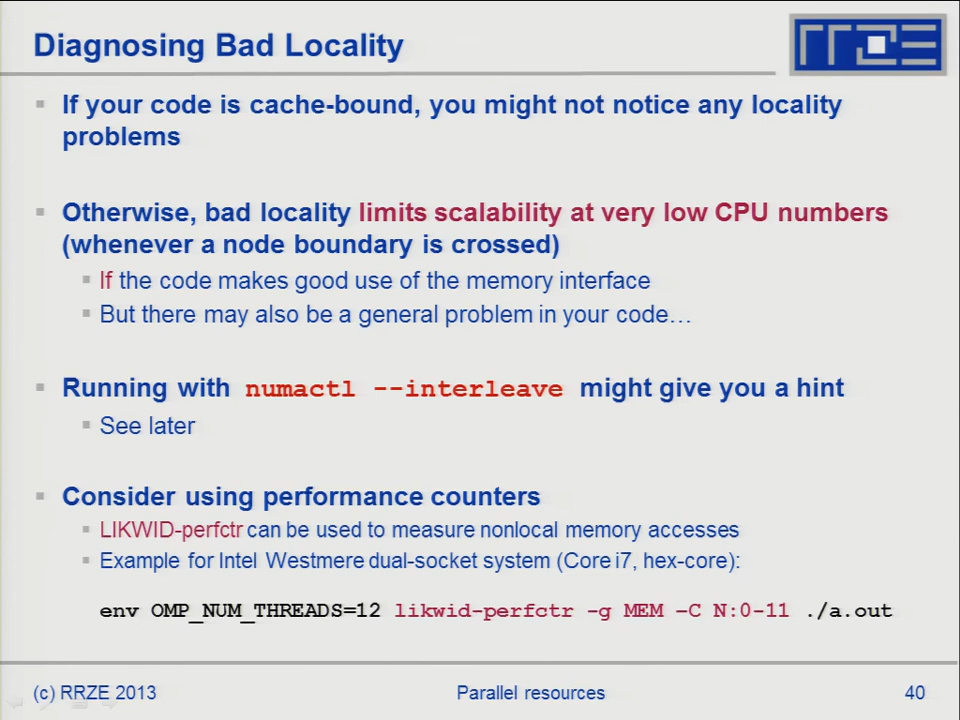 Diagnosing Bad Locality
RRZE
If your code is cache-bound, you might not notice any locality
problems
Otherwise, bad locality limits scalability at very low CPU numbers
(whenever a node boundary is crossed)
If the code makes good use of the memory interface
But there may also be a general problem in your code…
Running with numactl --interleave might give you a hint
See later
Consider using performance counters
LIKWID-perfctr can be used to measure nonlocal memory accesses
Example for Intel Westmere dual-socket system (Core i7, hex-core):
env OMP_NUM_THREADS=12 likwid-perfctr -g MEM –C N:0-11 ./a.out
(c) RRZE 2013
Parallel resources
40